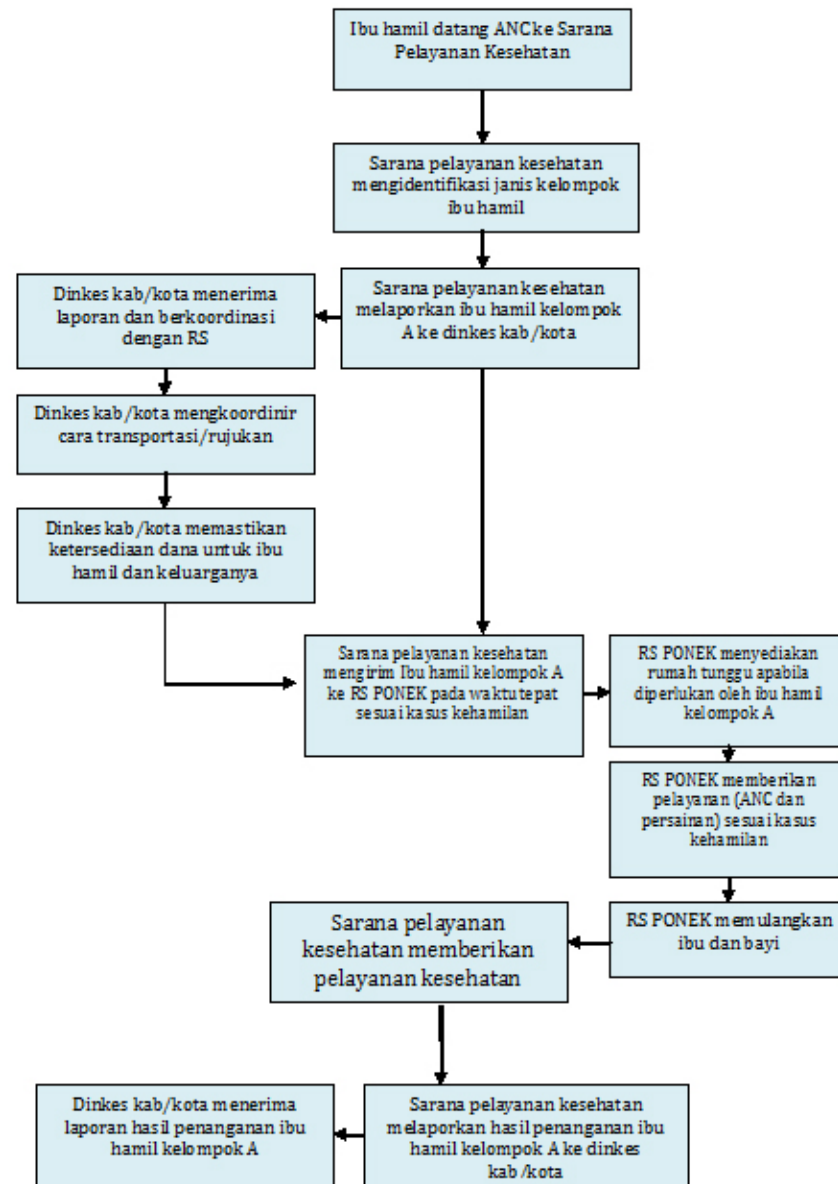 Ibu hamil datang ANC ke Sarana
Pelayanan Kesehatan
Sarana pelayanan kesehatan
mengidentifikasi janis kelompok
ibu hamil
Sarana pelayanan kesehatan
melaporkan ibu hamil kelompok
A ke dinkes kab/kota
Dinkes kab/kota menerima
laporan dan berkoordinasi
dengan RS
Dinkes kab/kota mengkoordinir
cara transportasi/rujukan
Dinkes kab/kota memastikan
ketersediaan dana untuk ibu
hamil dan keluarganya
Sarana pelayanan kesehatan
mengirim Ibu hamil kelompok A
ke RS PONEK pada waktu tepat
sesuai kasus kehamilan
RS PONEK menyediakan
rumah tunggu apabila
diperlukan oleh ibu hamil
kelompok A
RS PONEK memberikan
pelayanan (ANC dan
persainan) sesuai kasus
kehamilan
RS PONEK memulangkan
ibu dan bayi
Sarana pelayanan
kesehatan memberikan
pelayanan kesehatan
Sarana pelayanan kesehatan
melaporkan hasil penanganan ibu
hamil kelompok A ke dinkes
kab/kota
Dinkes kab/kota menerima
laporan hasil penanganan ibu
hamil kelompok A